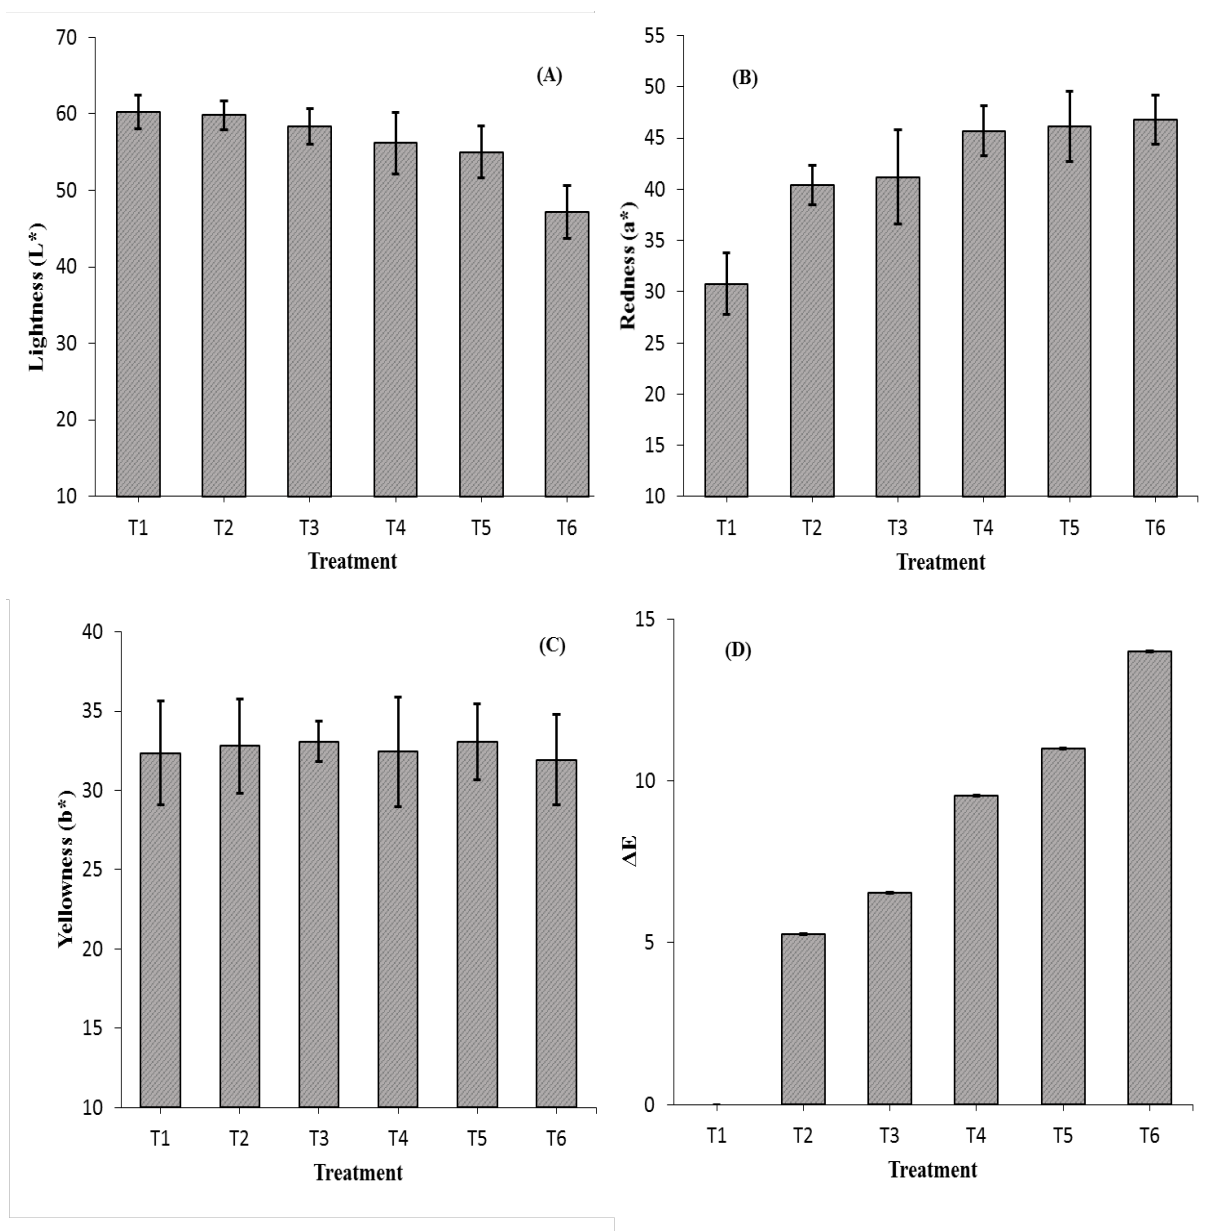 70
60
50
40
30
20
10
Lightness (L*)
(A)
T1 T2 T3 T4 T5 T6
Treatment
55
50
45
40
35
30
25
20
15
10
Redness (a*)
(B)
T1 T2 T3 T4 T5 T6
Treatment
40
35
30
25
20
15
10
Yellowness (b*)
(C)
T1 T2 T3 T4 T5 T6
Treatment
15
10
5
0
ΔE
(D)
T1 T2 T3 T4 T5 T6
Treatment